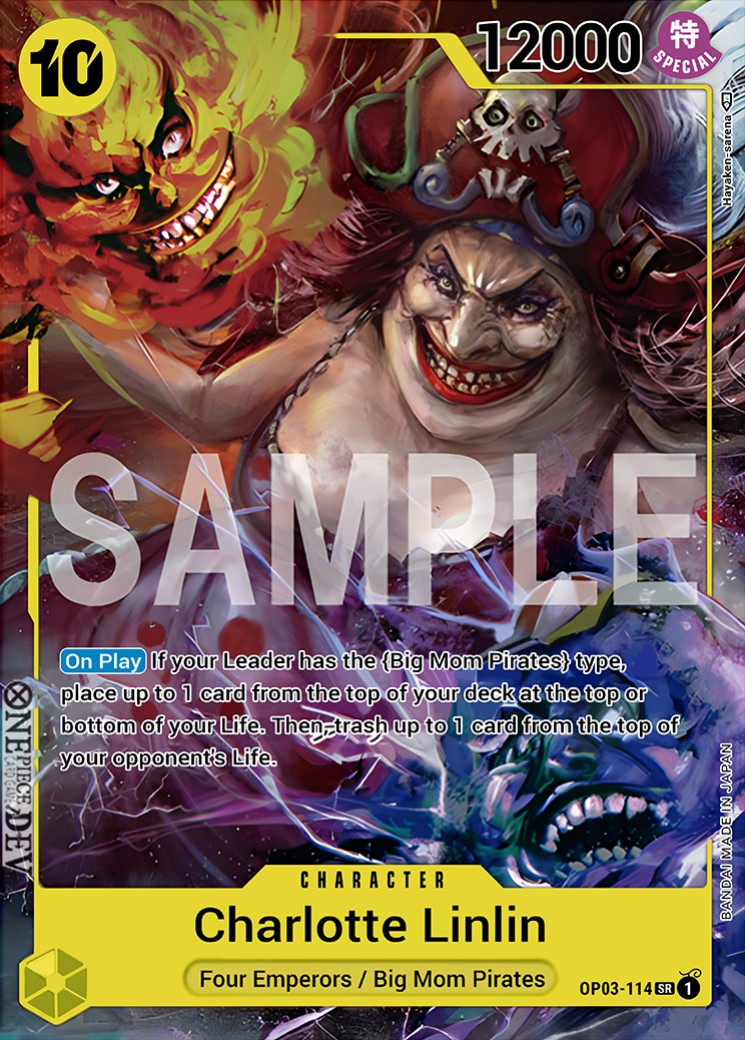 10
12000
特
SPECIAL
Hayaken-sarena
SAMPLE
On Play If your Leader has the {Big Mom Pirates} type,
place up to 1 card from the top of your deck at the top or
bottom of your Life. Then, trash up to 1 card from the top of
your opponent's Life.
ONE PIECE DEV
BANDAI MADE IN JAPAN
CHARACTER
Charlotte Linlin
Four Emperors / Big Mom Pirates
OP03-114 SR 1